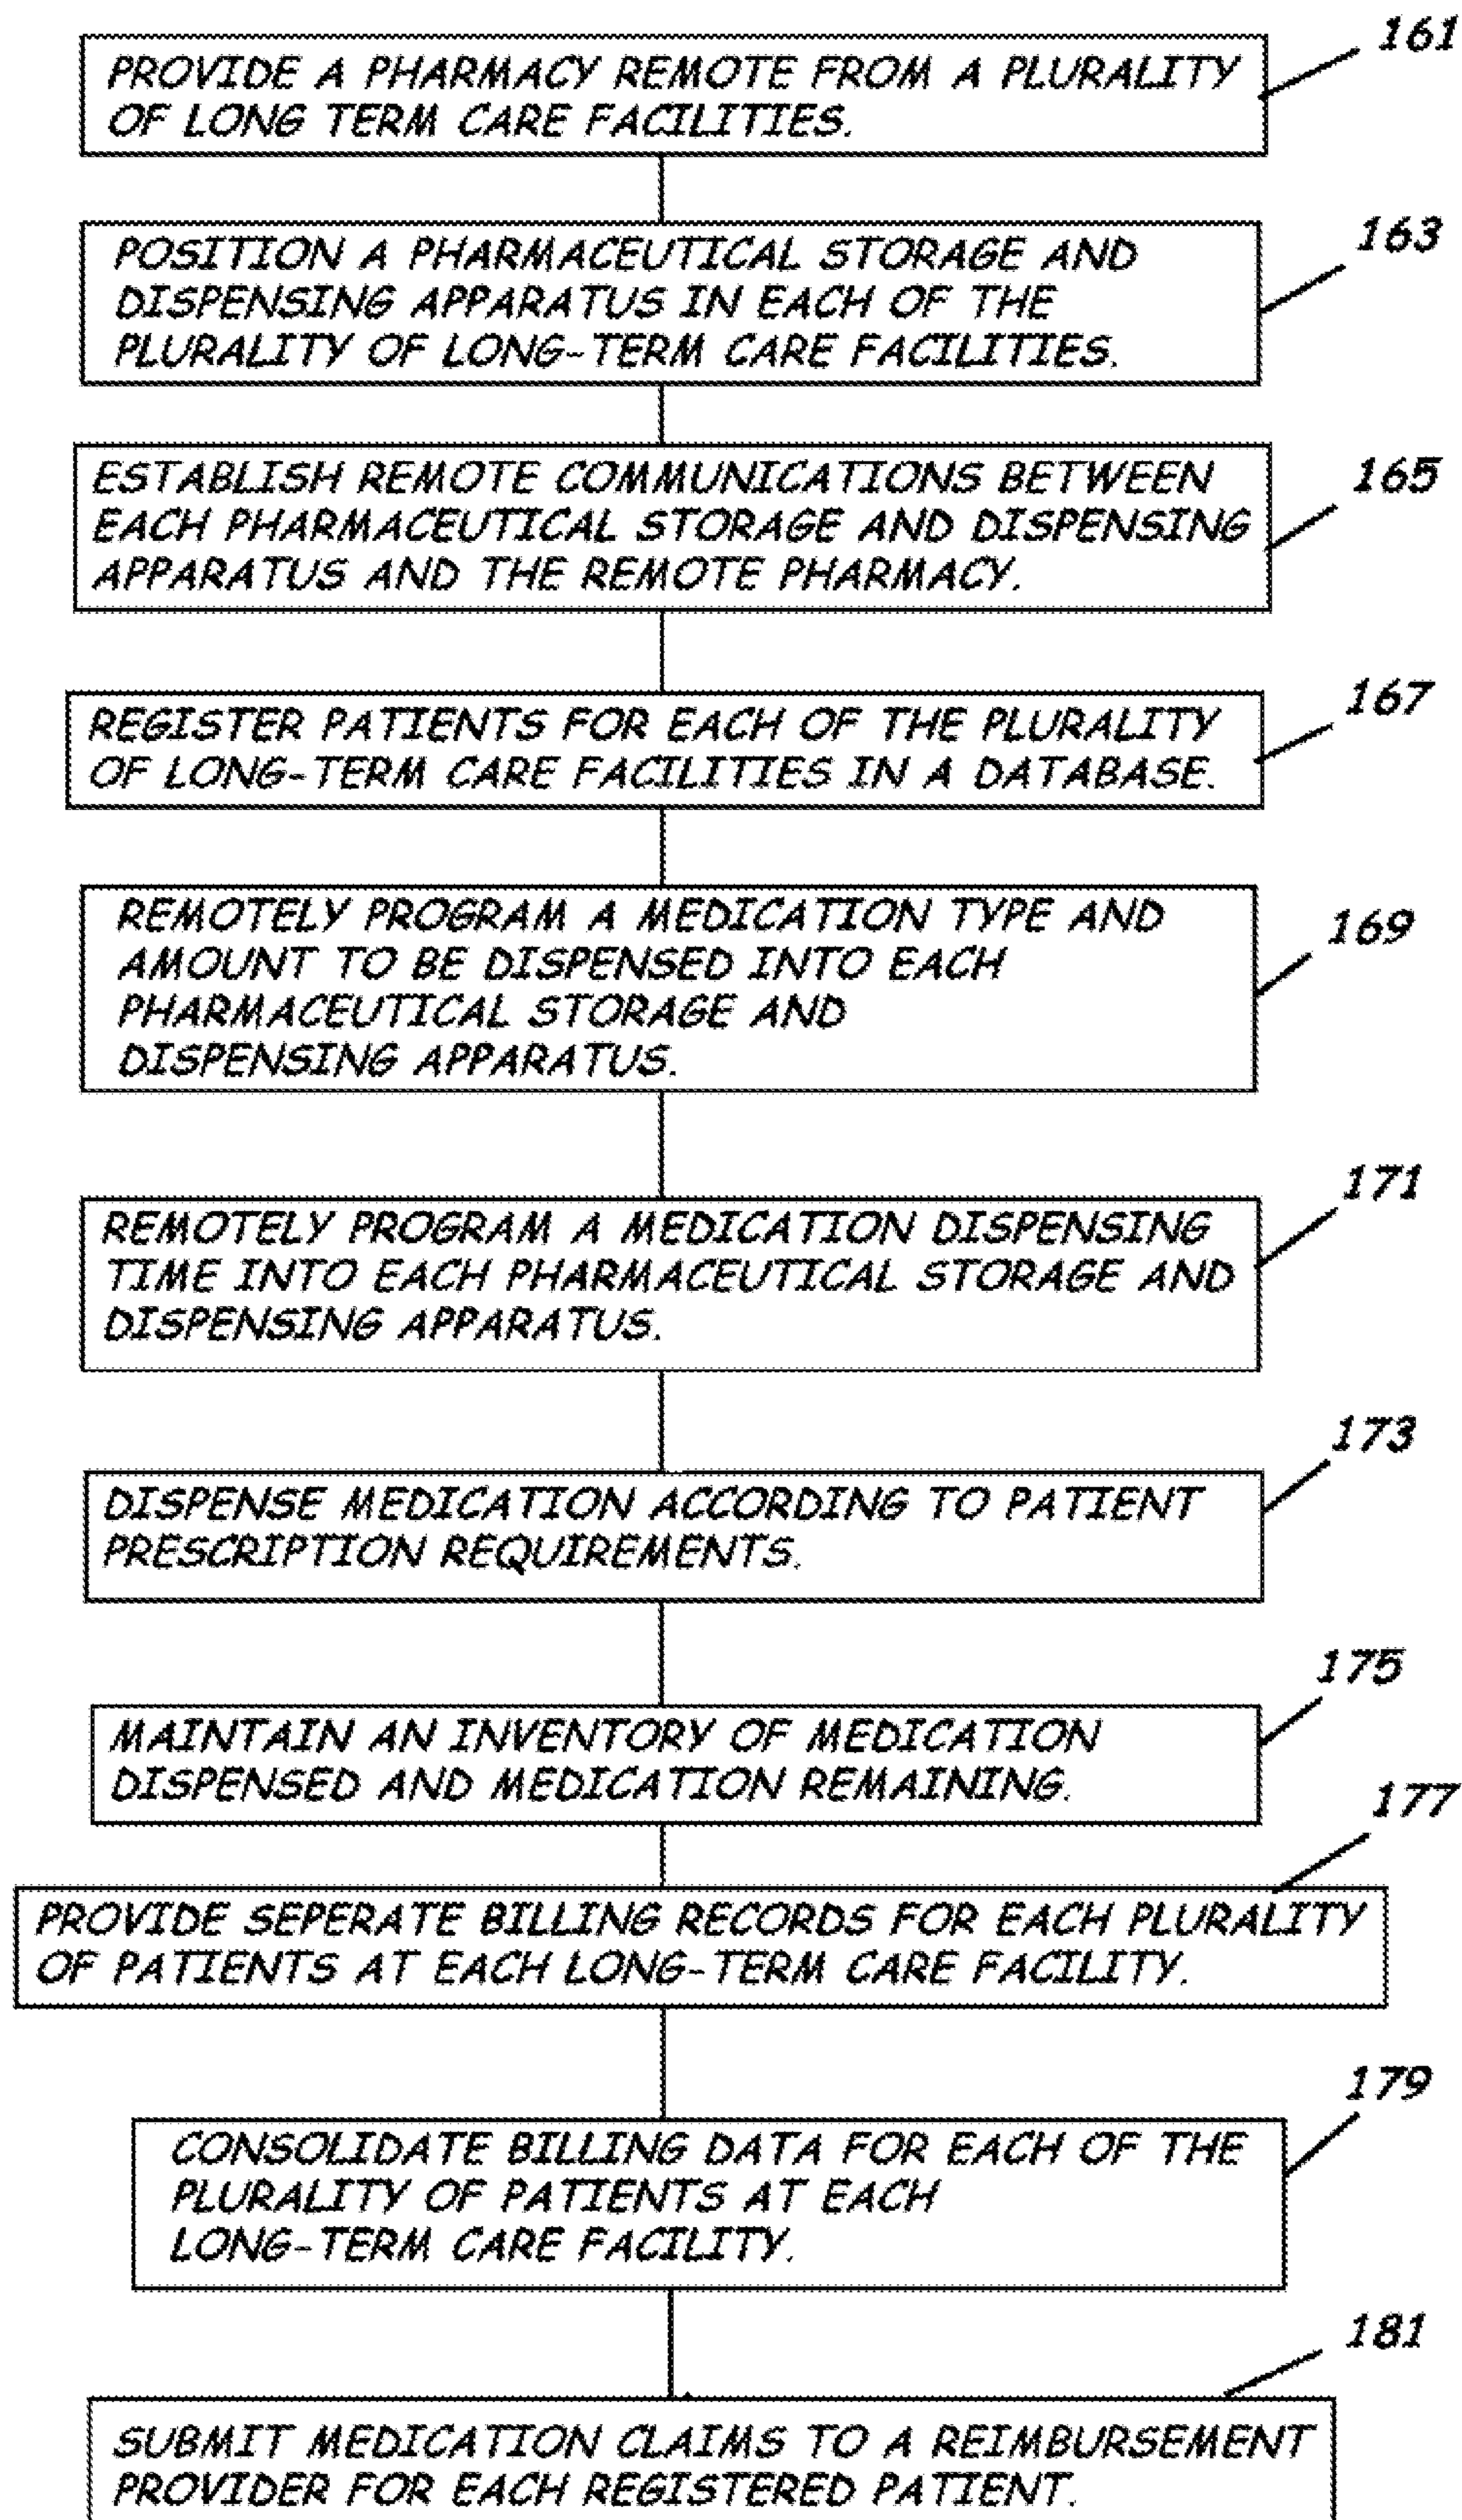 161
PROVIDE A PHARMACY REMOTE FROM A PLURALITY
OF LONG TERM CARE FACILITIES.
163
POSITION A PHARMACEUTICAL STORAGE AND
DISPENSING APPARATUS IN EACH OF THE
PLURALITY OF LONG-TERM CARE FACILITIES.
165
ESTABLISH REMOTE COMMUNICATIONS BETWEEN
EACH PHARMACEUTICAL STORAGE AND DISPENSING
APPARATUS AND THE REMOTE PHARMACY.
167
REGISTER PATIENTS FOR EACH OF THE PLURALITY
OF LONG-TERM CARE FACILITIES IN A DATABASE.
169
REMOTELY PROGRAM A MEDICATION TYPE AND
AMOUNT TO BE DISPENSED INTO EACH
PHARMACEUTICAL STORAGE AND
DISPENSING APPARATUS.
171
REMOTELY PROGRAM A MEDICATION DISPENSING
TIME INTO EACH PHARMACEUTICAL STORAGE AND
DISPENSING APPARATUS.
173
DISPENSE MEDICATION ACCORDING TO PATIENT
PRESCRIPTION REQUIREMENTS.
175
MAINTAIN AN INVENTORY OF MEDICATION
DISPENSED AND MEDICATION REMAINING.
177
PROVIDE SEPERATE BILLING RECORDS FOR EACH PLURALITY
OF PATIENTS AT EACH LONG-TERM CARE FACILITY.
179
CONSOLIDATE BILLING DATA FOR EACH OF THE
PLURALITY OF PATIENTS AT EACH
LONG-TERM CARE FACILITY.
181
SUBMIT MEDICATION CLAIMS TO A REIMBURSEMENT
PROVIDER FOR EACH REGISTERED PATIENT.